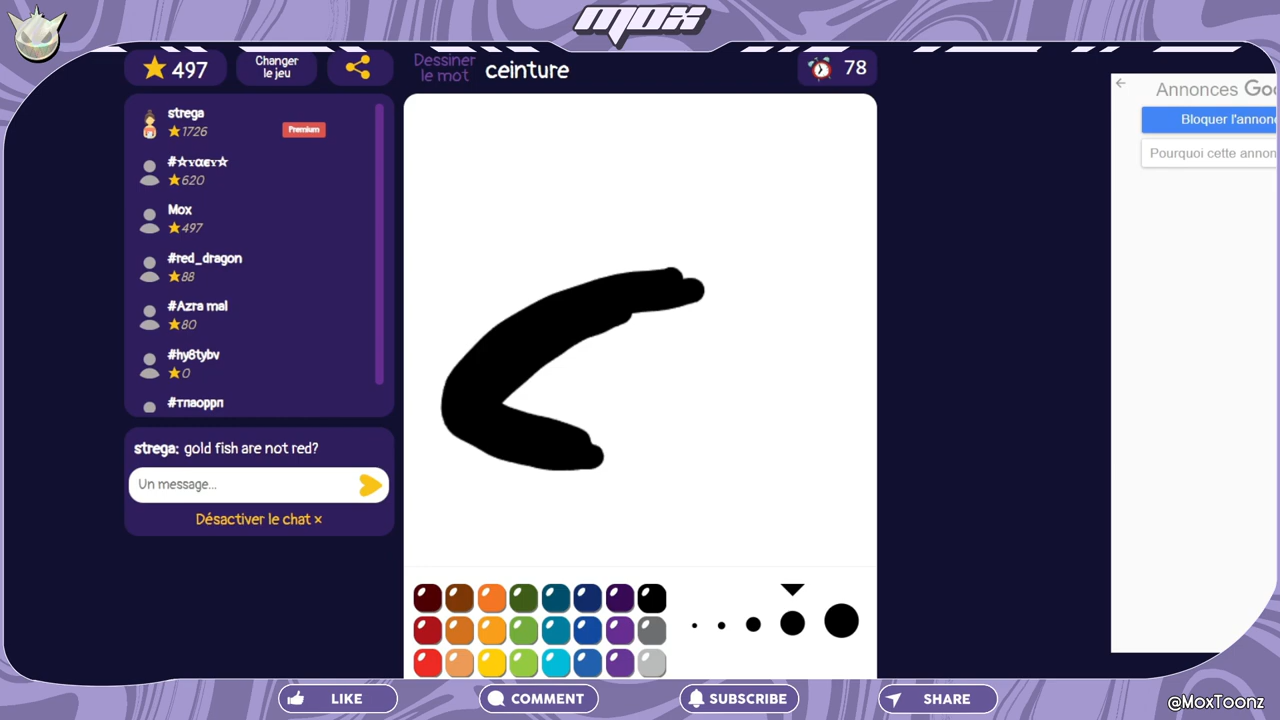 MOX
497
Changer
le jeu
Dessiner
le mot
ceinture
78
strega
1726
Premium
#☆ʏαєʏ☆
620
Mox
497
#red_dragon
88
#Azra mal
80
#hy8tybv
0
#тпаоррп
strega: gold fish are not red?
Un message...
Désactiver le chat ×
Annonces Goo
Bloquer l'annon
Pourquoi cette annon
LIKE
COMMENT
SUBSCRIBE
SHARE
@MoxToonz